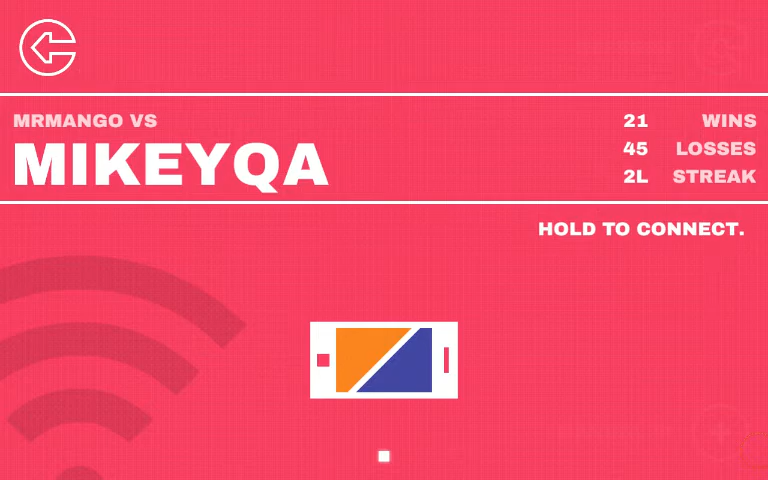 MRMANGO VS
MIKEYQA
21 WINS
45 LOSSES
2L STREAK
HOLD TO CONNECT.